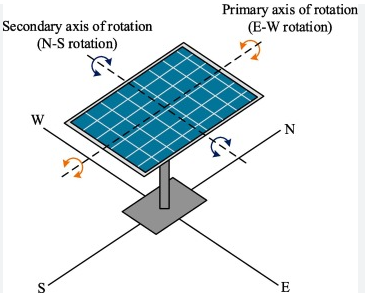 Primary axis of rotation
(E-W rotation)
Secondary axis of rotation
(N-S rotation)
W
N
S
E